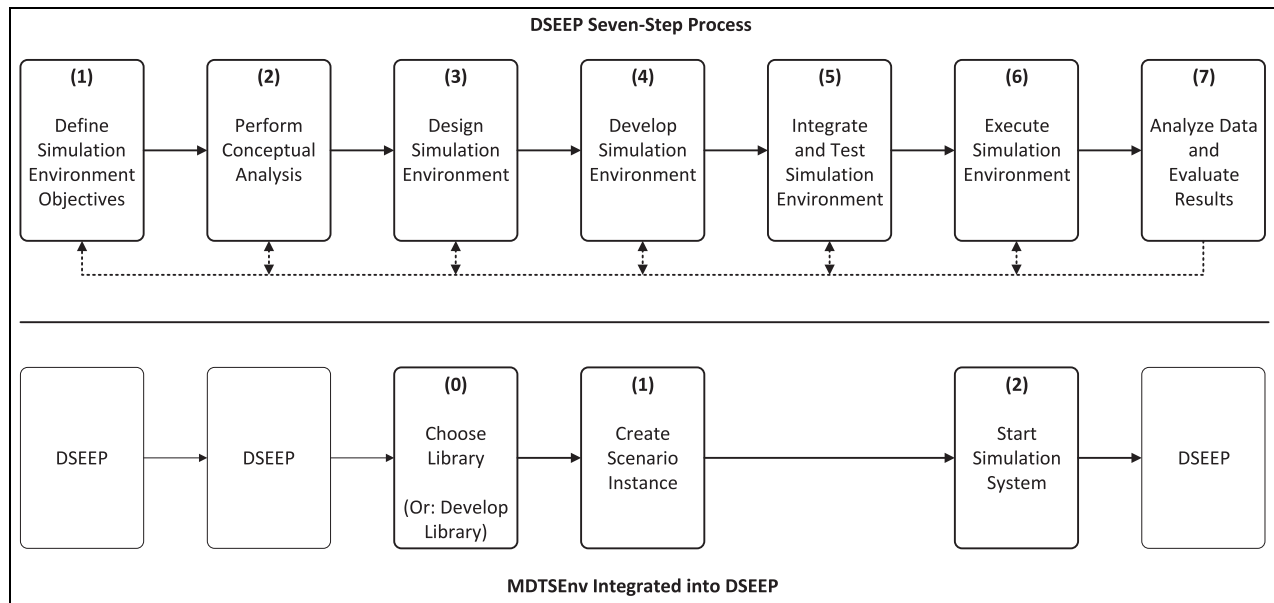 DSEEP Seven-Step Process
(1)
Define
Simulation
Environment
Objectives
(2)
Perform
Conceptual
Analysis
(3)
Design
Simulation
Environment
(4)
Develop
Simulation
Environment
(5)
Integrate
and Test
Simulation
Environment
(6)
Execute
Simulation
Environment
(7)
Analyze Data
and
Evaluate
Results
DSEEP
DSEEP
(0)
Choose
Library
(Or: Develop
Library)
(1)
Create
Scenario
Instance
(2)
Start
Simulation
System
DSEEP
MDTSEnv Integrated into DSEEP